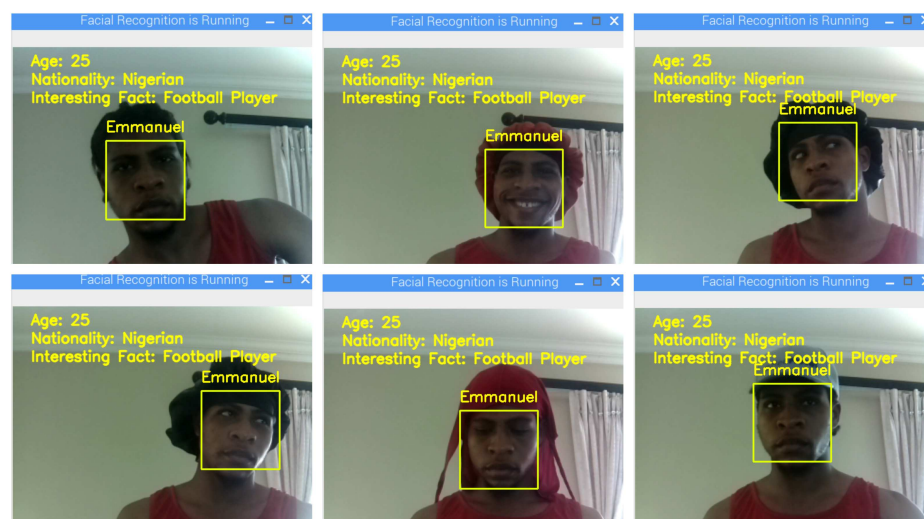 Facial Recognition is Running
Age: 25
Nationality: Nigerian
Interesting Fact: Football Player
Emmanuel
Facial Recognition is Running
Age: 25
Nationality: Nigerian
Interesting Fact: Football Player
Emmanuel
Facial Recognition is Running
Age: 25
Nationality: Nigerian
Interesting Fact: Football Player
Emmanuel
Facial Recognition is Running
Age: 25
Nationality: Nigerian
Interesting Fact: Football Player
Emmanuel
Facial Recognition is Running
Age: 25
Nationality: Nigerian
Interesting Fact: Football Player
Emmanuel
Facial Recognition is Running
Age: 25
Nationality: Nigerian
Interesting Fact: Football Player
Emmanuel